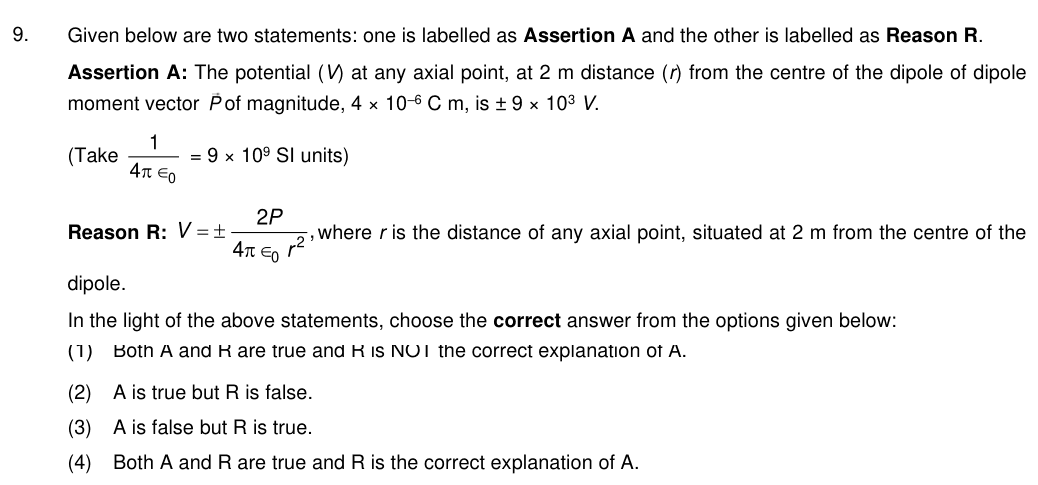 9. Given below are two statements: one is labelled as Assertion A and the other is labelled as Reason R.
Assertion A: The potential (V) at any axial point, at 2 m distance (r) from the centre of the dipole of dipole
moment vector P⃗ of magnitude, 4 × 10⁻⁶ C m, is ± 9 × 10³ V.
(Take 1/(4π ∈₀) = 9 × 10⁹ SI units)
Reason R: V = ± 2P/(4π ∈₀ r²), where r is the distance of any axial point, situated at 2 m from the centre of the
dipole.
In the light of the above statements, choose the correct answer from the options given below:
(1) Both A and R are true and R is NOT the correct explanation of A.
(2) A is true but R is false.
(3) A is false but R is true.
(4) Both A and R are true and R is the correct explanation of A.